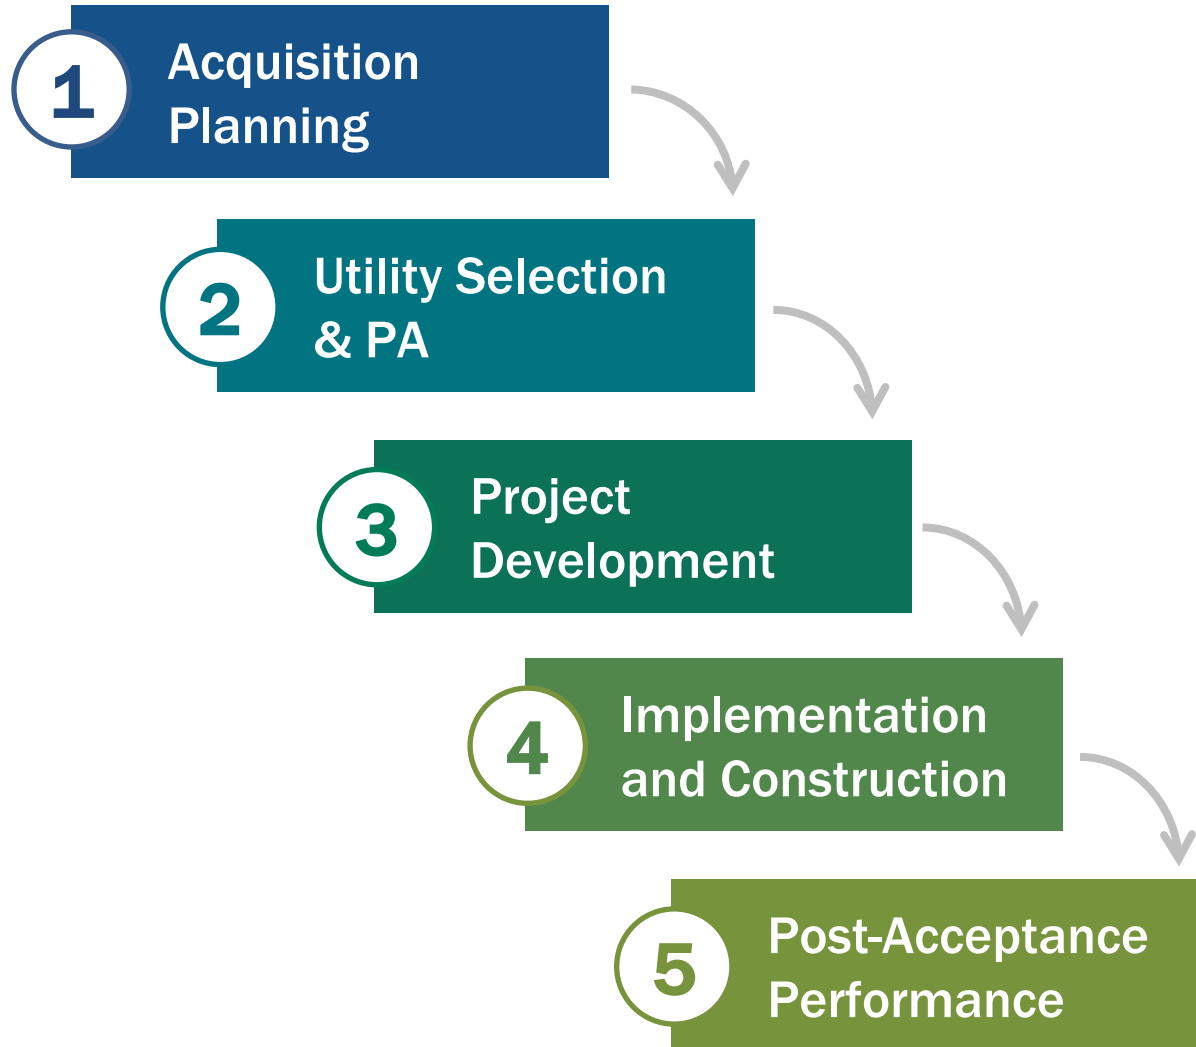 1
Acquisition
Planning
2
Utility Selection
& PA
3
Project
Development
4
Implementation
and Construction
5
Post-Acceptance
Performance